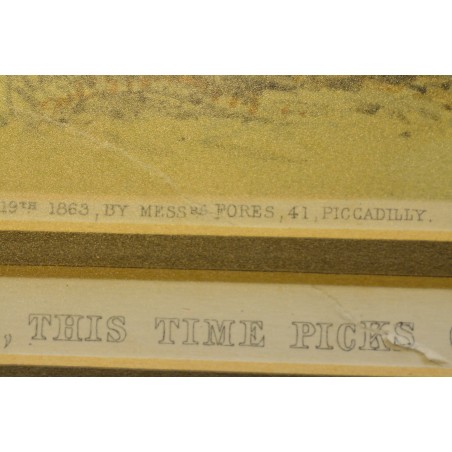 19TH 1863, BY MESSRS FORES, 41, PICCADILLY.
, THIS TIME PICKS